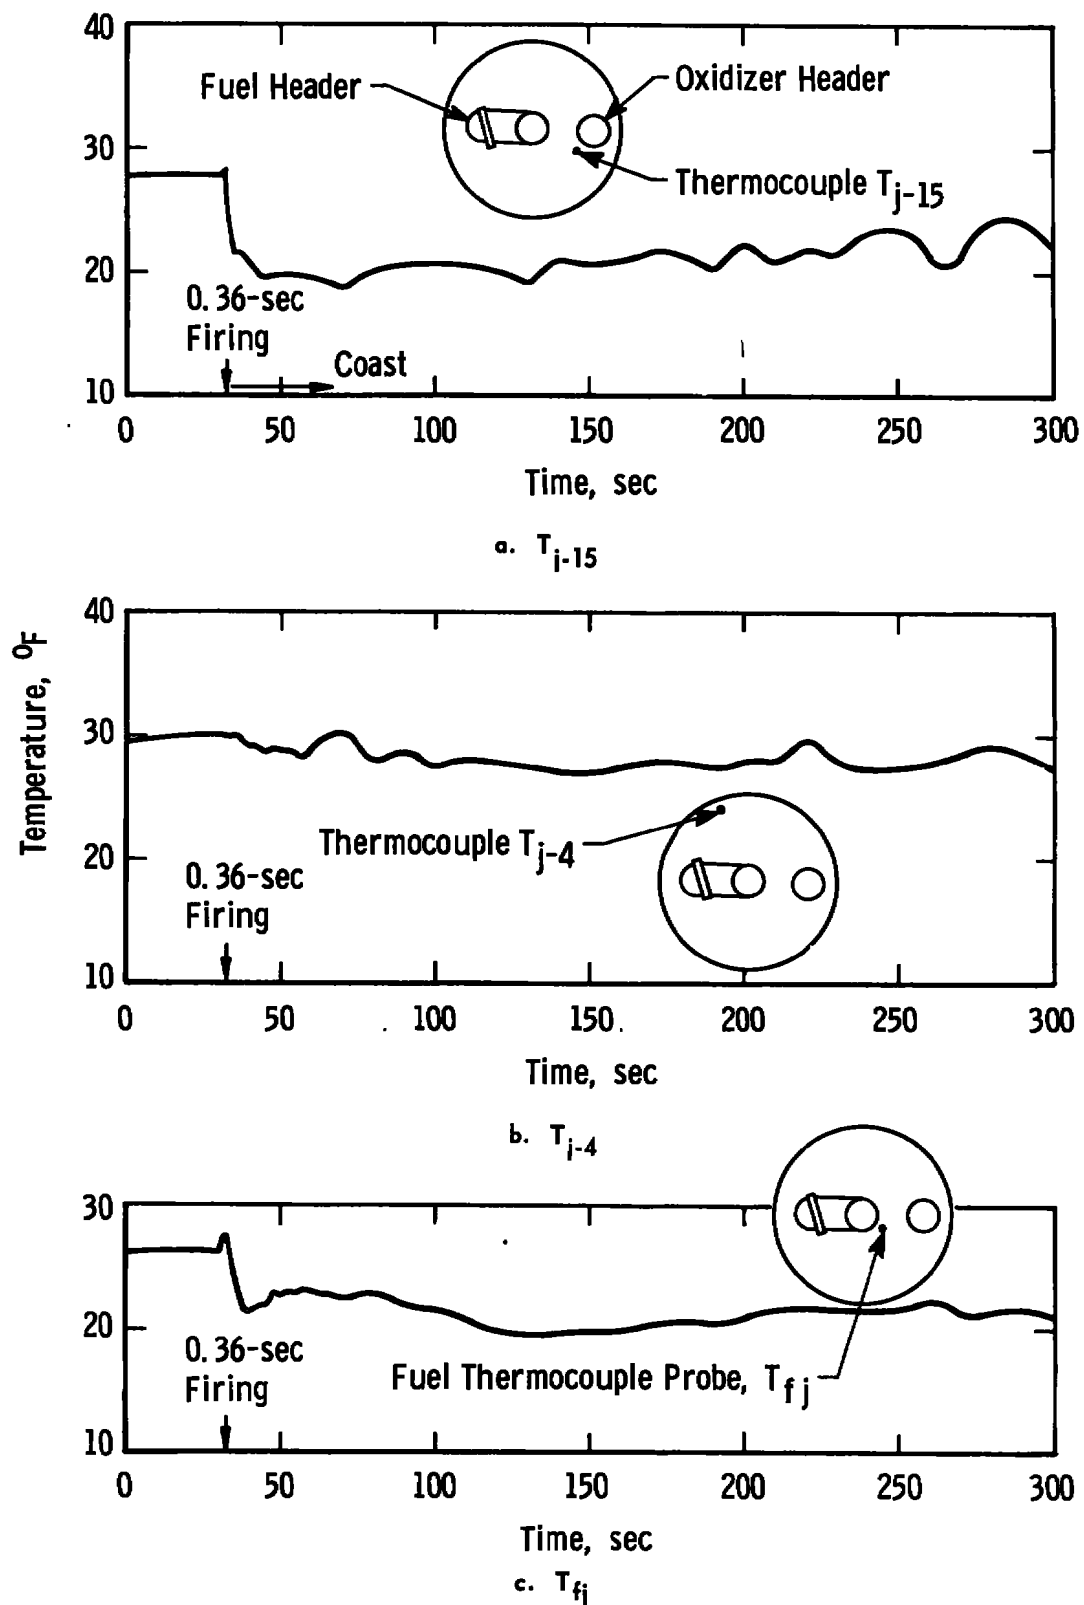 40
Fuel Header
Oxidizer Header
30
Thermocouple Tj-15
20
0.36-sec
Firing
Coast
10
0 50 100 150 200 250 300
Time, sec
a. Tj-15
Temperature, °F
40
30
Thermocouple Tj-4
20
0.36-sec
Firing
10
0 50 100 150 200 250 300
Time, sec
b. Tj-4
30
20
0.36-sec
Firing
Fuel Thermocouple Probe, Tfj
10
0 50 100 150 200 250 300
Time, sec
c. Tfj